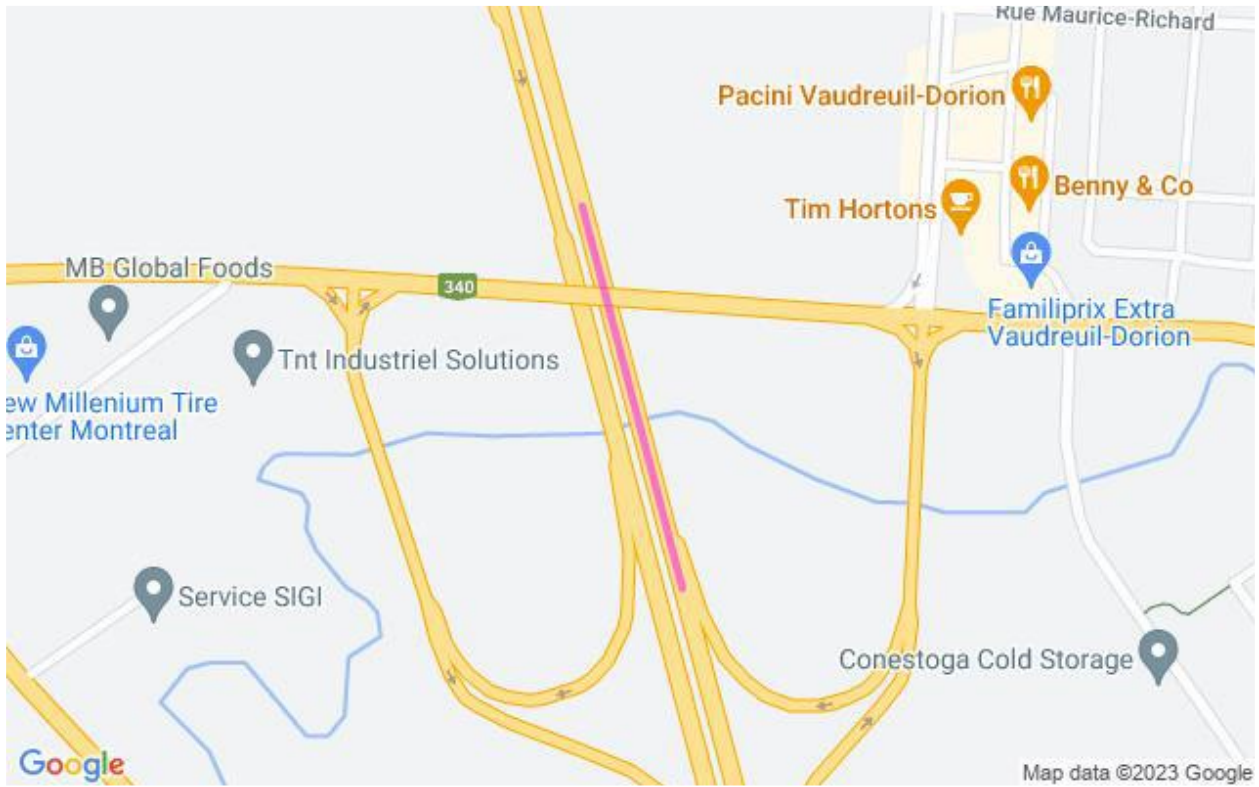 Rue Maurice-Richard
Pacini Vaudreuil-Dorion
Benny & Co
Tim Hortons
MB Global Foods
340
Familiprix Extra
Vaudreuil-Dorion
Tnt Industriel Solutions
ew Millenium Tire
enter Montreal
Service SIGI
Conestoga Cold Storage
Google
Map data ©2023 Google